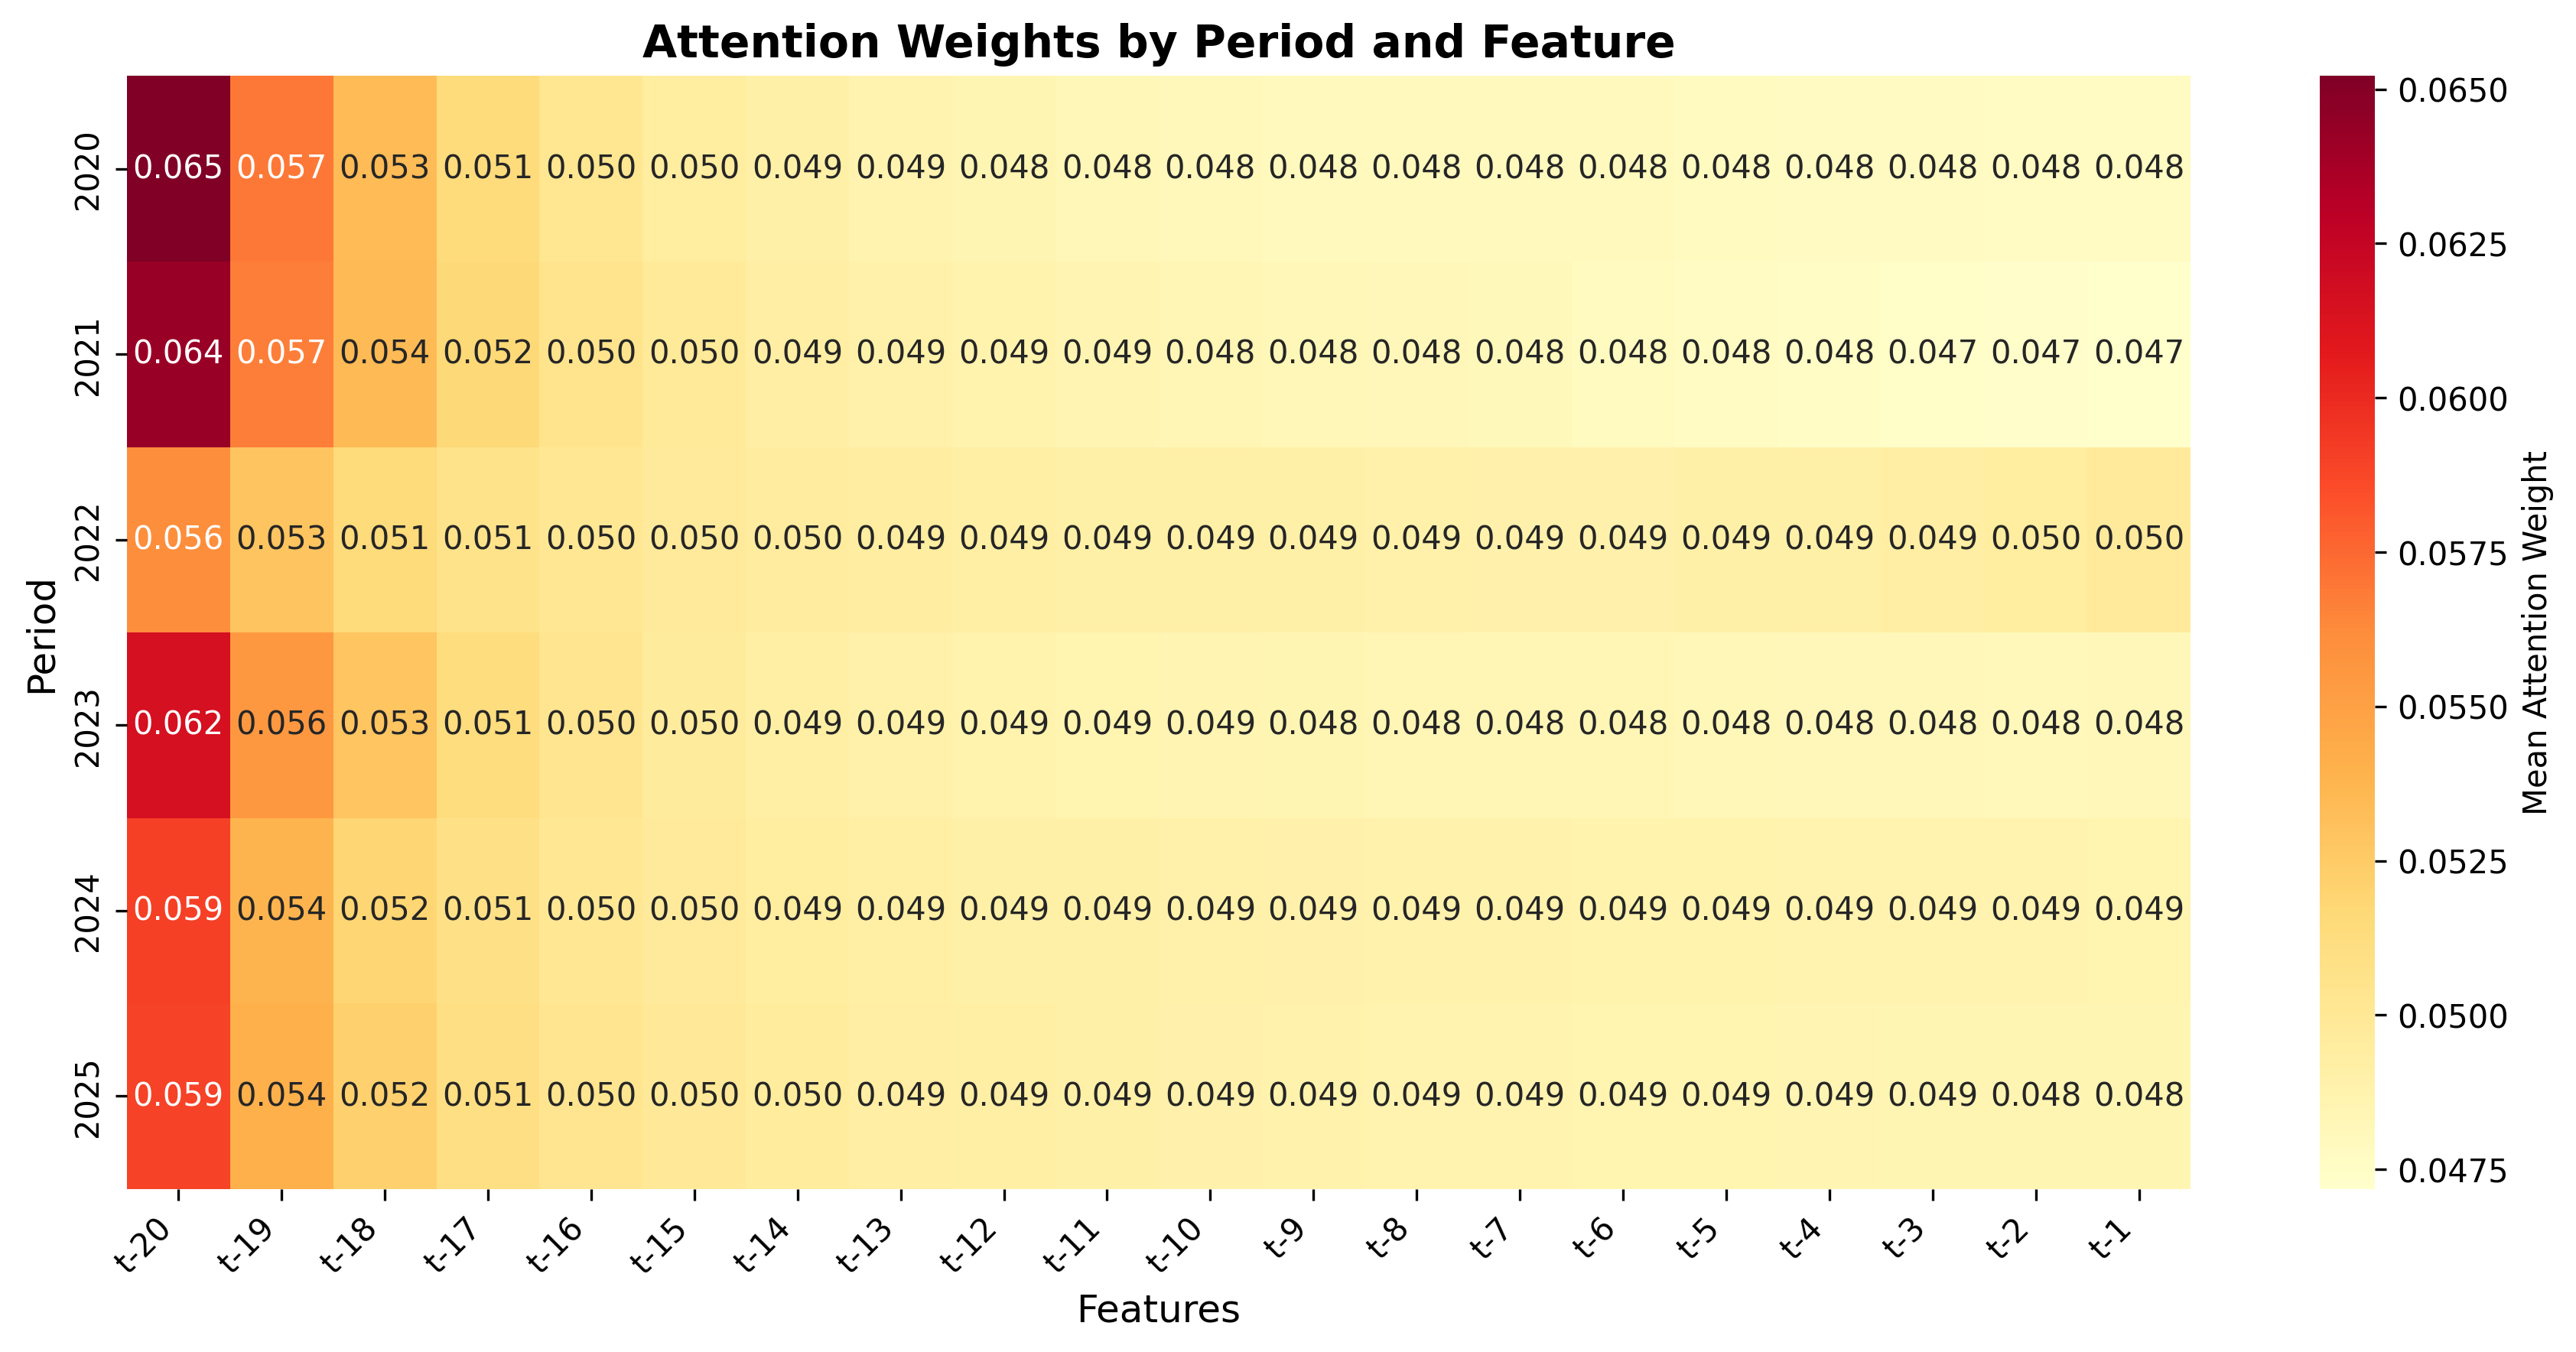 Attention Weights by Period and Feature
Period
2020
0.065 0.057 0.053 0.051 0.050 0.050 0.049 0.049 0.048 0.048 0.048 0.048 0.048 0.048 0.048 0.048 0.048 0.048 0.048 0.048
2021
0.064 0.057 0.054 0.052 0.050 0.050 0.049 0.049 0.049 0.049 0.048 0.048 0.048 0.048 0.048 0.048 0.048 0.047 0.047 0.047
2022
0.056 0.053 0.051 0.051 0.050 0.050 0.050 0.049 0.049 0.049 0.049 0.049 0.049 0.049 0.049 0.049 0.049 0.049 0.050 0.050
2023
0.062 0.056 0.053 0.051 0.050 0.050 0.049 0.049 0.049 0.049 0.049 0.048 0.048 0.048 0.048 0.048 0.048 0.048 0.048 0.048
2024
0.059 0.054 0.052 0.051 0.050 0.050 0.049 0.049 0.049 0.049 0.049 0.049 0.049 0.049 0.049 0.049 0.049 0.049 0.049 0.049
2025
0.059 0.054 0.052 0.051 0.050 0.050 0.050 0.049 0.049 0.049 0.049 0.049 0.049 0.049 0.049 0.049 0.049 0.049 0.048 0.048
t-20 t-19 t-18 t-17 t-16 t-15 t-14 t-13 t-12 t-11 t-10 t-9 t-8 t-7 t-6 t-5 t-4 t-3 t-2 t-1
Features
0.0650
0.0625
0.0600
0.0575
0.0550
0.0525
0.0500
0.0475
Mean Attention Weight